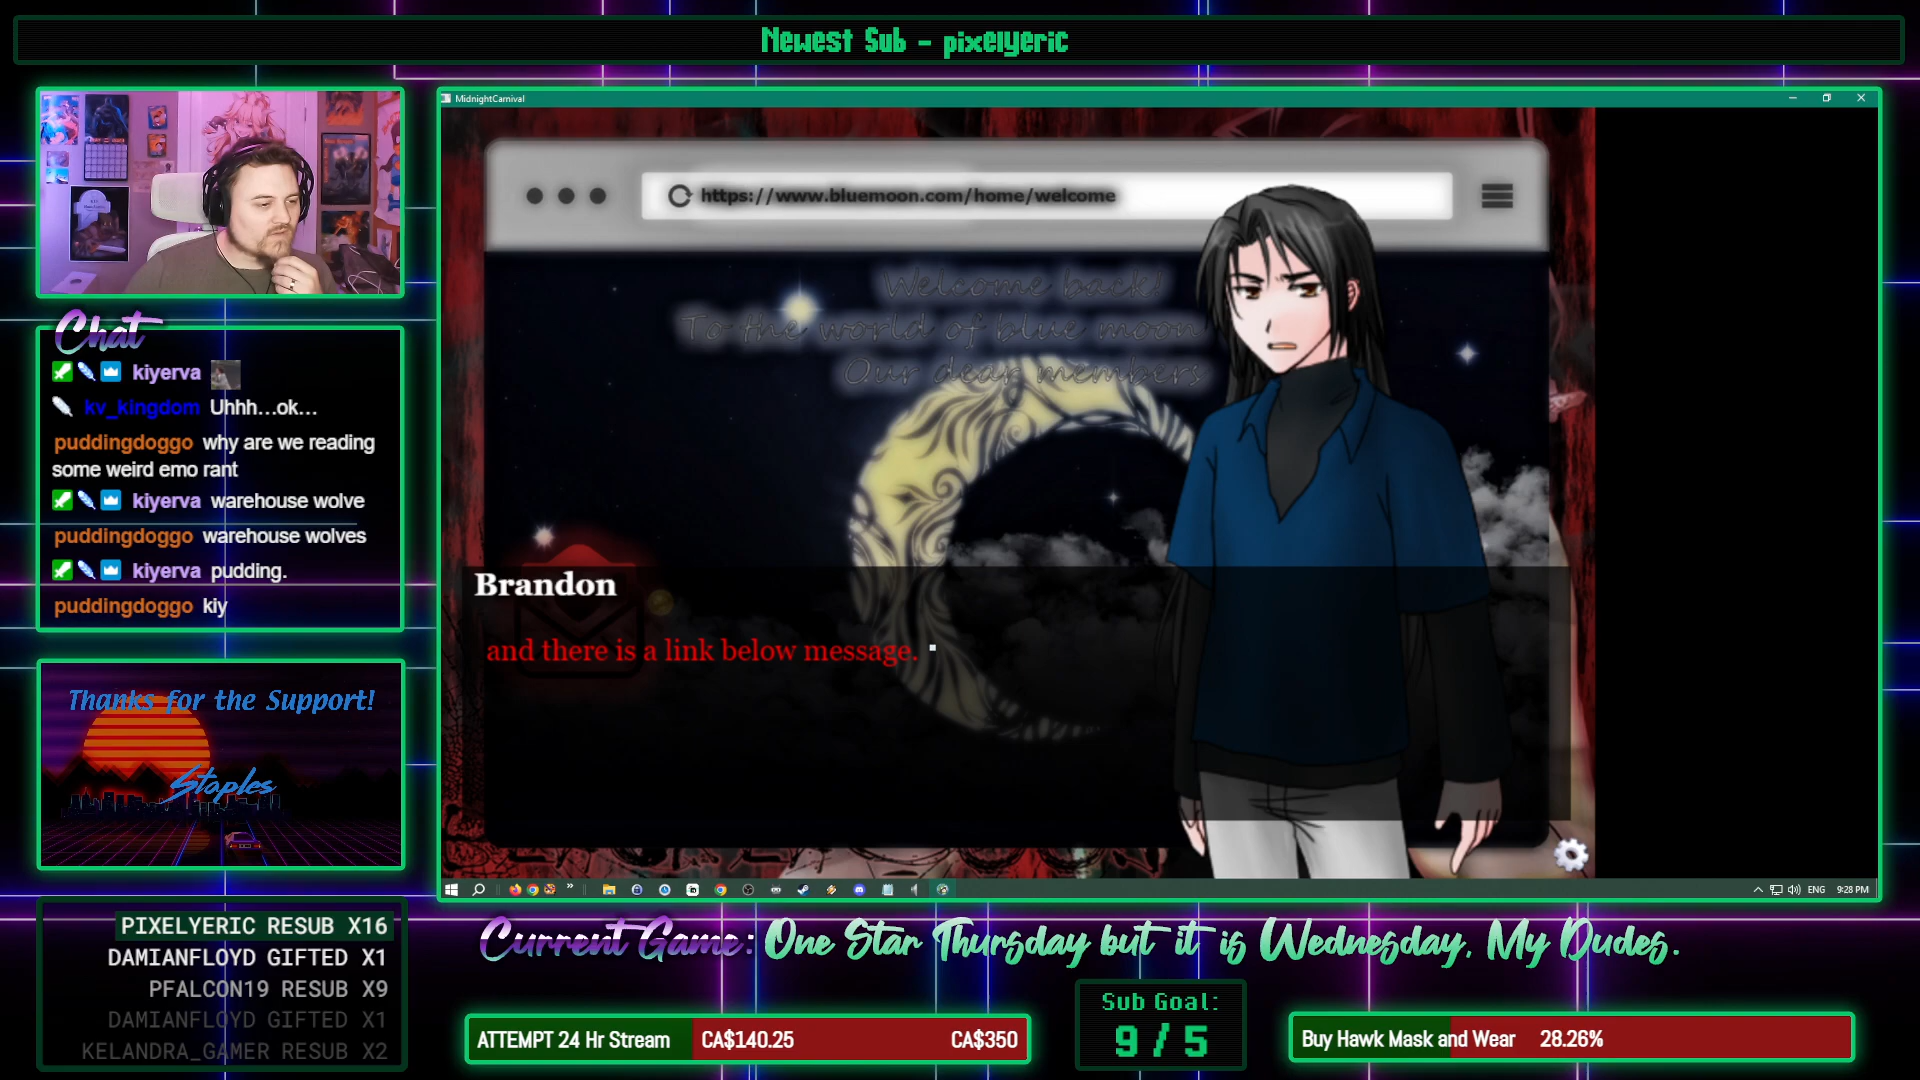 Newest Sub - pixelyeric
MidnightCarnival
https://www.bluemoon.com/home/welcome
Welcome back!
To the world of blue moon
Our dear members
Brandon
and there is a link below message.
ENG 9:28 PM
Chat
kiyerva
kv_kingdom Uhhh...ok...
puddingdoggo why are we reading
some weird emo rant
kiyerva warehouse wolve
puddingdoggo warehouse wolves
kiyerva pudding.
puddingdoggo kiy
Thanks for the Support!
Staples
PIXELYERIC RESUB X16
DAMIANFLOYD GIFTED X1
PFALCON19 RESUB X9
DAMIANFLOYD GIFTED X1
KELANDRA_GAMER RESUB X2
Current Game: One Star Thursday but it is Wednesday, My Dudes.
ATTEMPT 24 Hr Stream CA$140.25 CA$350
Sub Goal:
9 / 5
Buy Hawk Mask and Wear 28.26%